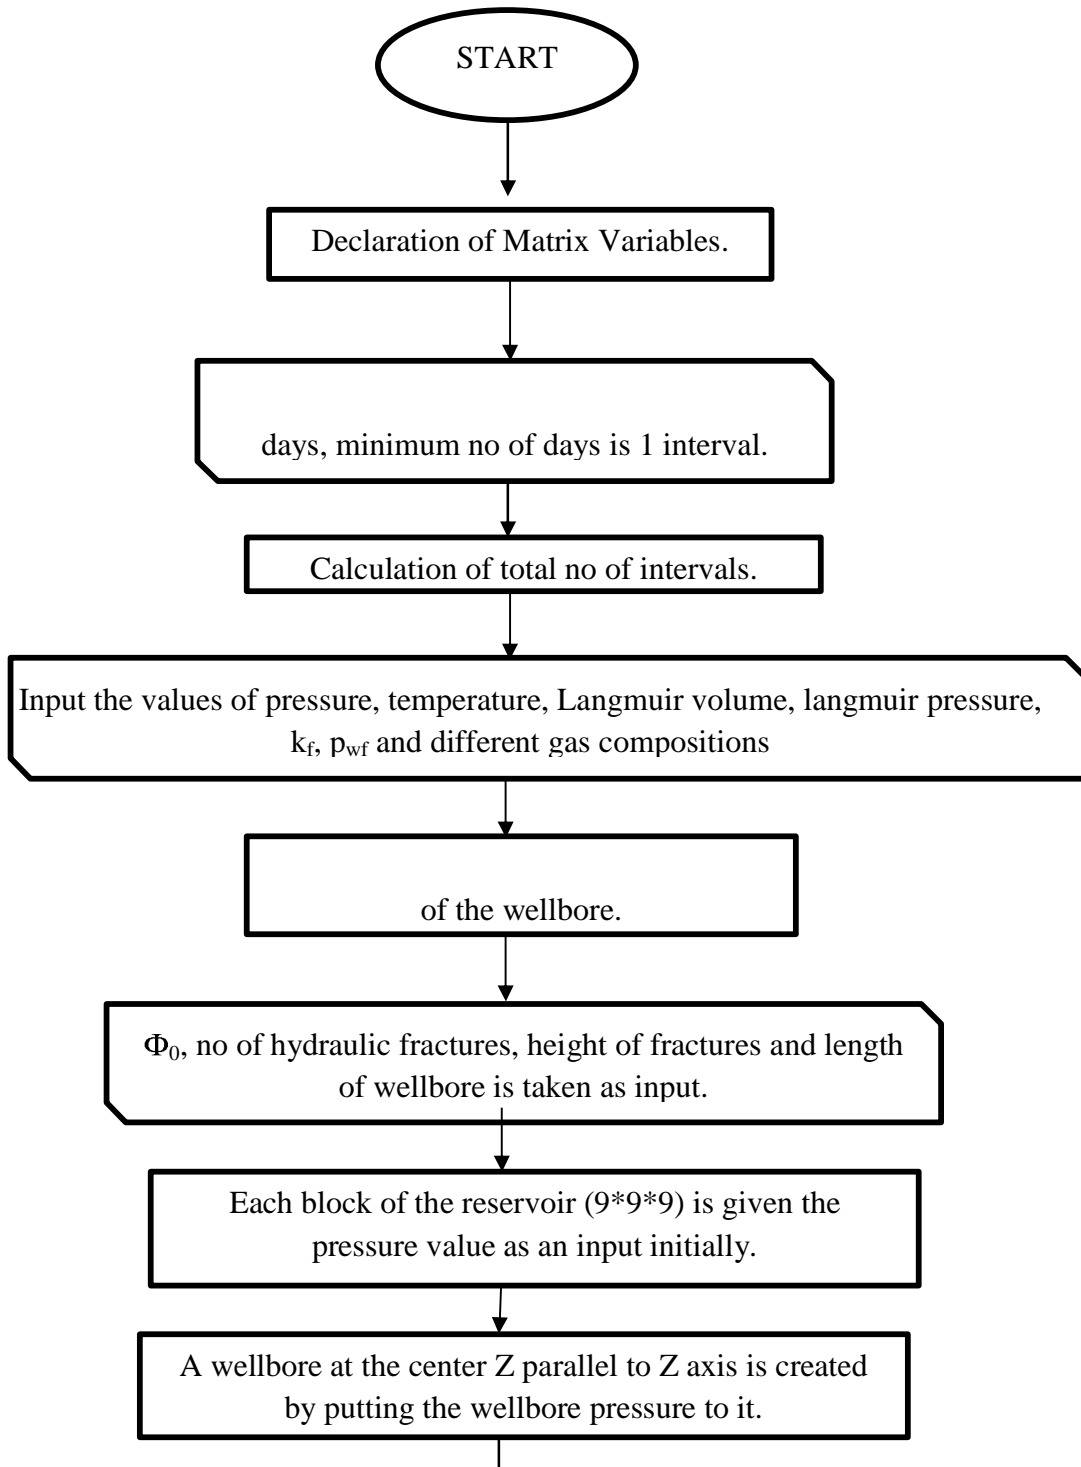 START
Declaration of Matrix Variables.
days, minimum no of days is 1 interval.
Calculation of total no of intervals.
Input the values of pressure, temperature, Langmuir volume, langmuir pressure,
k_f, p_wf and different gas compositions
of the wellbore.
Φ₀, no of hydraulic fractures, height of fractures and length
of wellbore is taken as input.
Each block of the reservoir (9*9*9) is given the
pressure value as an input initially.
A wellbore at the center Z parallel to Z axis is created
by putting the wellbore pressure to it.